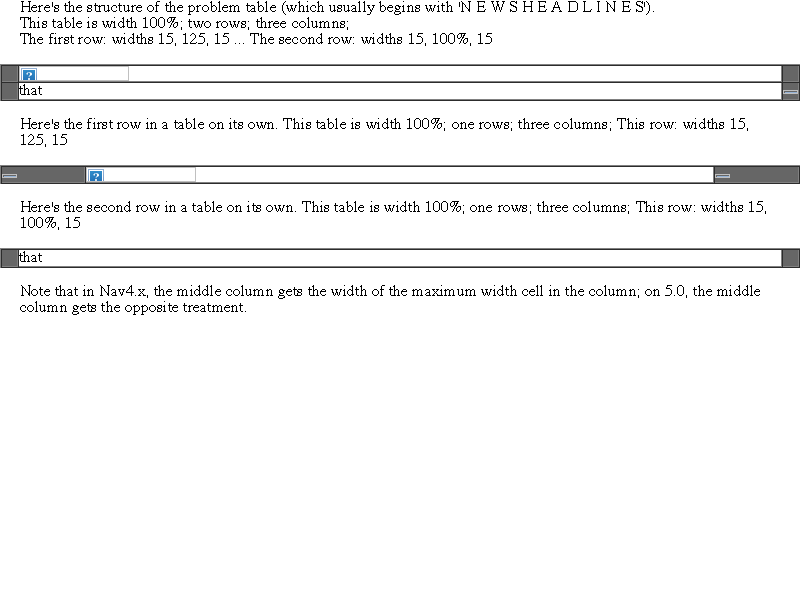 Here's the structure of the problem table (which usually begins with 'N E W S H E A D L I N E S').
This table is width 100%; two rows; three columns;
The first row: widths 15, 125, 15 ... The second row: widths 15, 100%, 15
that
Here's the first row in a table on its own. This table is width 100%; one rows; three columns; This row: widths 15,
125, 15
Here's the second row in a table on its own. This table is width 100%; one rows; three columns; This row: widths 15,
100%, 15
that
Note that in Nav4.x, the middle column gets the width of the maximum width cell in the column; on 5.0, the middle
column gets the opposite treatment.